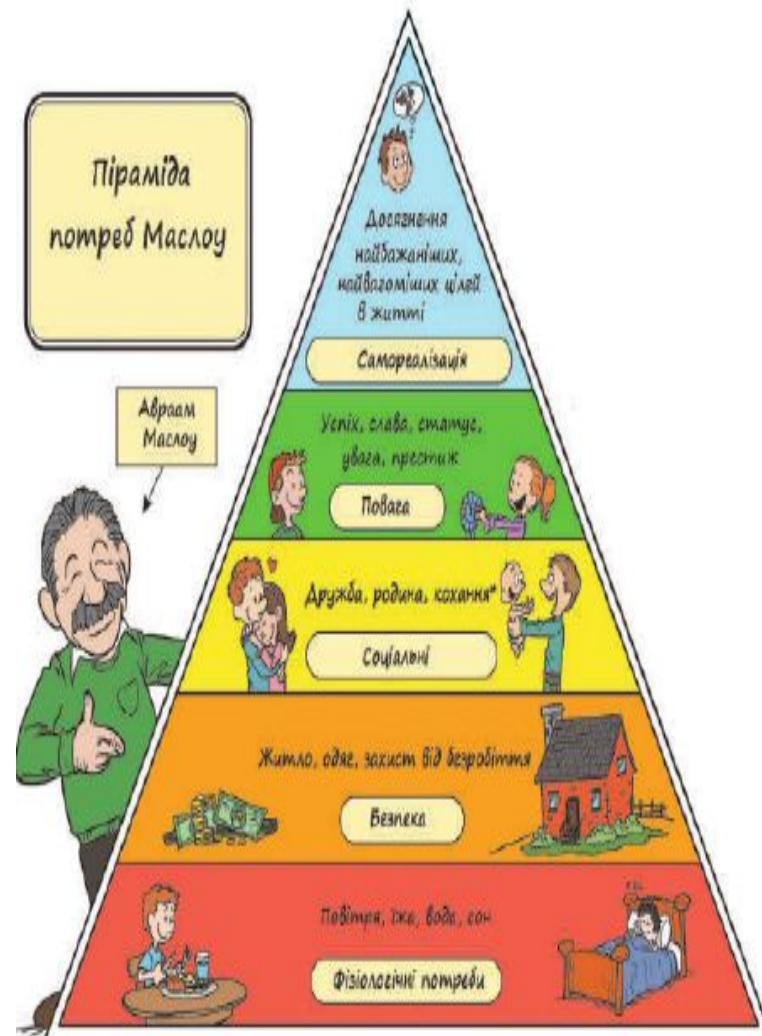 Піраміда
потреб Маслоу
Авраам
Маслоу
Досягнення
найбажаніших,
найвагоміших цілей
в житті
Самореалізація
Успіх, слава, статус,
увага, престиж
Повага
Дружба, родина, кохання*
Соціальні
Житло, одяг, захист від безробіття
Безпека
Повітря, їжа, вода, сон
Фізіологічні потреби